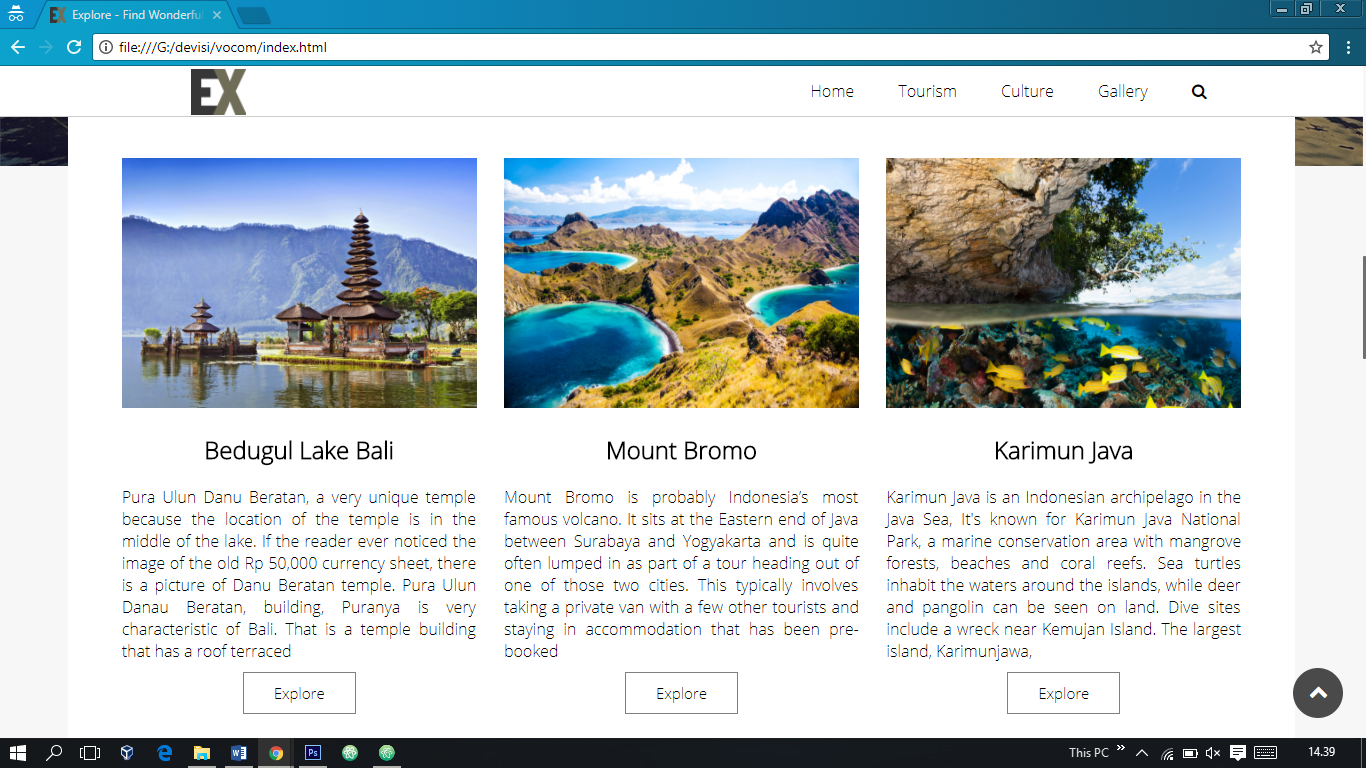 Explore - Find Wonderful
file:///G:/devisi/vocom/index.html
EX
Home
Tourism
Culture
Gallery
Bedugul Lake Bali
Pura Ulun Danu Beratan, a very unique temple
because the location of the temple is in the
middle of the lake. If the reader ever noticed the
image of the old Rp 50,000 currency sheet, there
is a picture of Danu Beratan temple. Pura Ulun
Danau Beratan, building, Puranya is very
characteristic of Bali. That is a temple building
that has a roof terraced
Explore
Mount Bromo
Mount Bromo is probably Indonesia’s most
famous volcano. It sits at the Eastern end of Java
between Surabaya and Yogyakarta and is quite
often lumped in as part of a tour heading out of
one of those two cities. This typically involves
taking a private van with a few other tourists and
staying in accommodation that has been pre-
booked
Explore
Karimun Java
Karimun Java is an Indonesian archipelago in the
Java Sea, It's known for Karimun Java National
Park, a marine conservation area with mangrove
forests, beaches and coral reefs. Sea turtles
inhabit the waters around the islands, while deer
and pangolin can be seen on land. Dive sites
include a wreck near Kemujan Island. The largest
island, Karimunjawa,
Explore
This PC
14.39